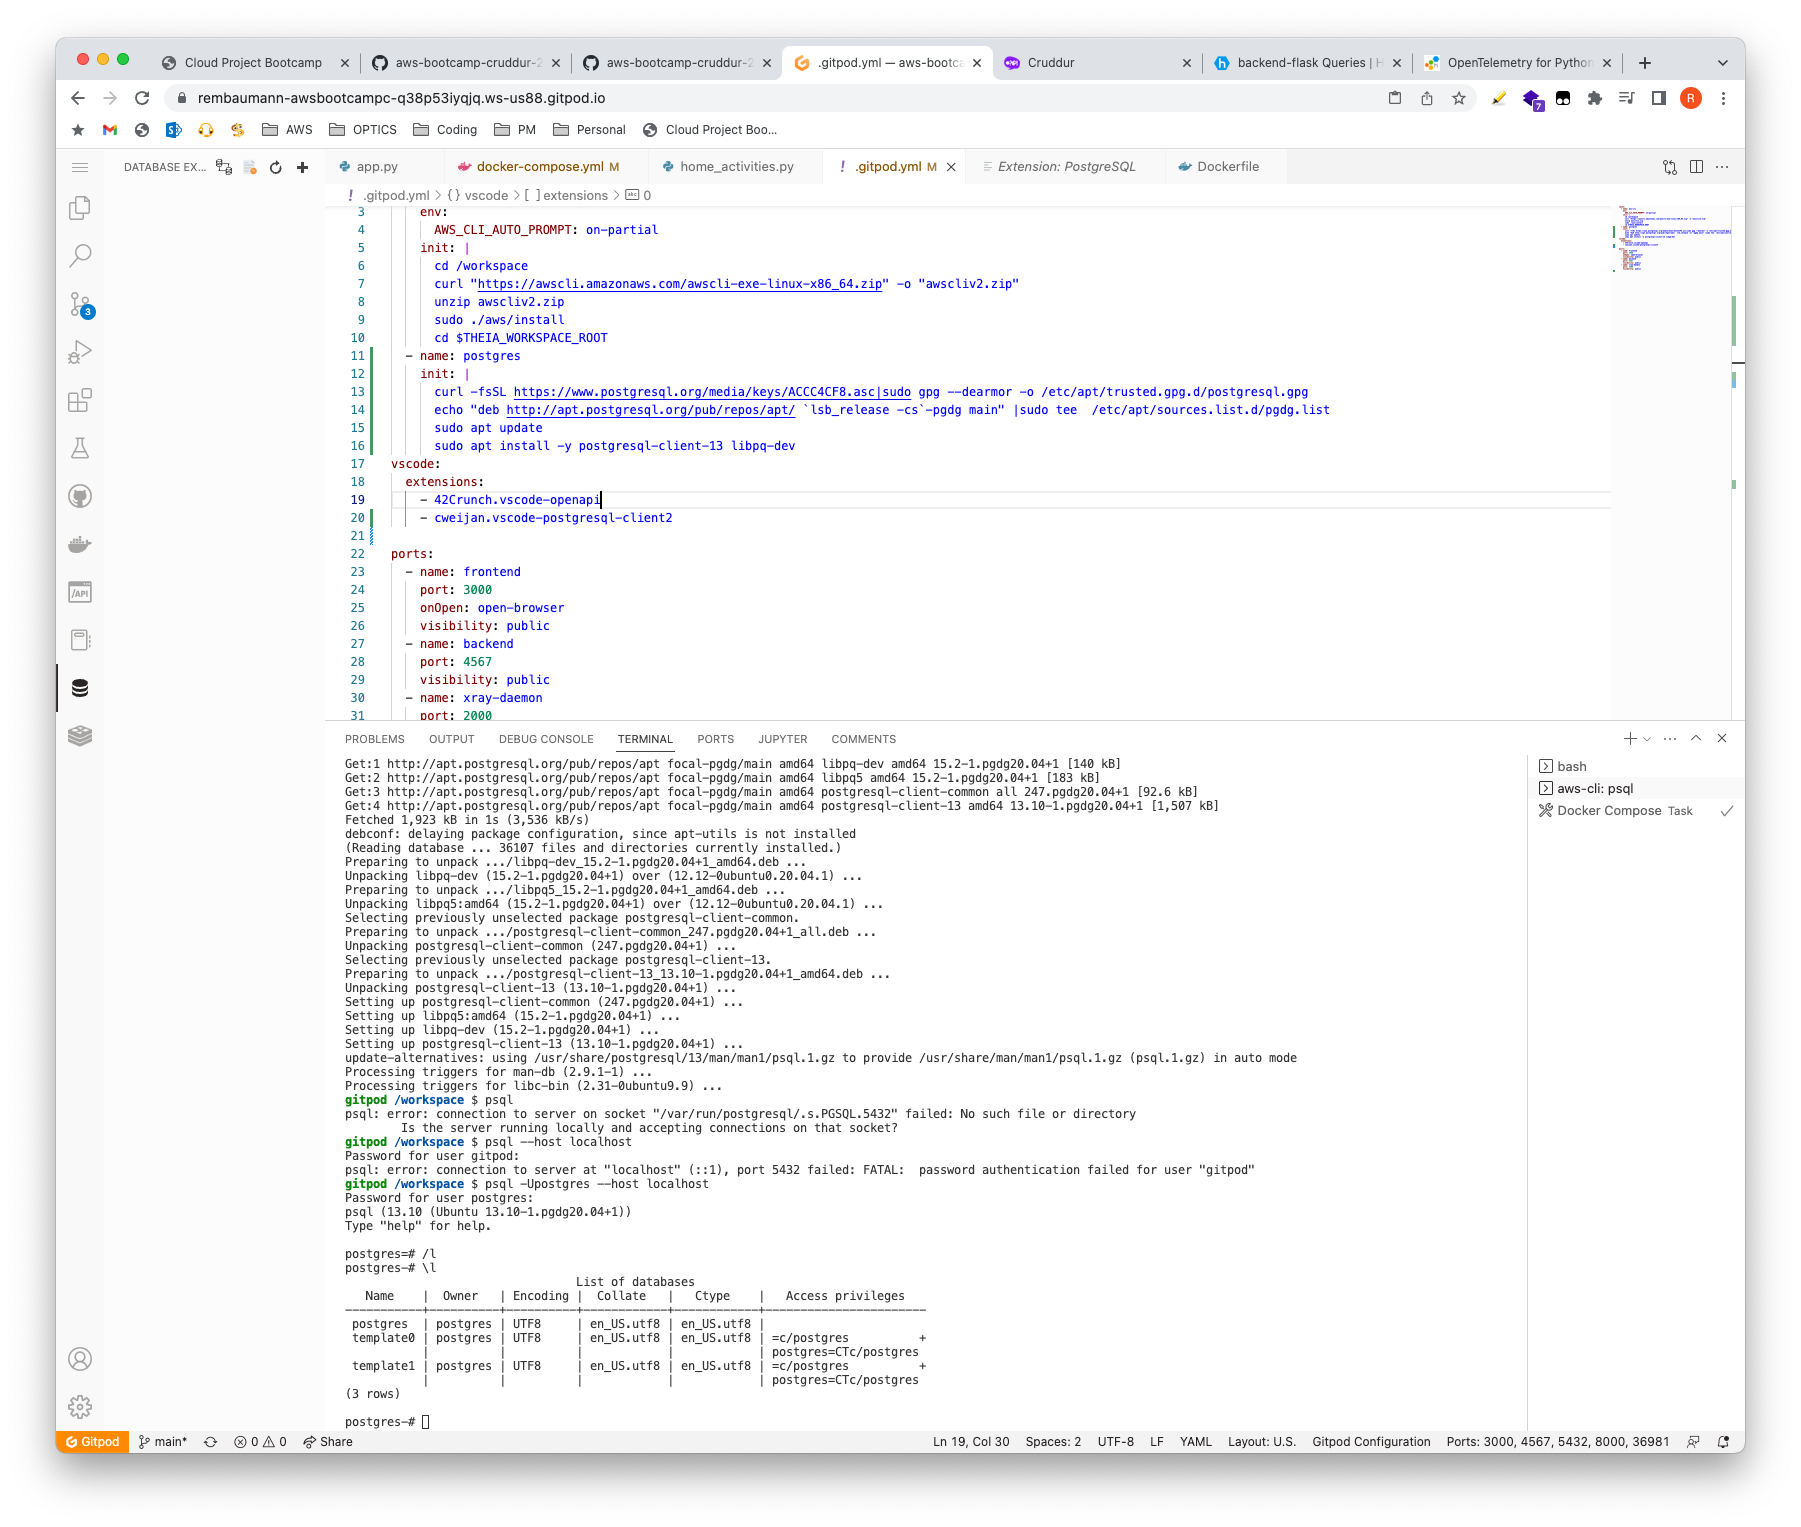 Cloud Project Bootcamp
aws-bootcamp-cruddur-2
aws-bootcamp-cruddur-2
.gitpod.yml — aws-bootca
Cruddur
backend-flask Queries | H
OpenTelemetry for Python
rembaumann-awsbootcampc-q38p53iyqjq.ws-us88.gitpod.io
7
R
AWS
OPTICS
Coding
PM
Personal
Cloud Project Boo...
DATABASE EX...
app.py
docker-compose.yml M
home_activities.py
! .gitpod.yml M
Extension: PostgreSQL
Dockerfile
! .gitpod.yml > {} vscode > [ ] extensions > abc 0
3 env:
4 AWS_CLI_AUTO_PROMPT: on-partial
5 init: |
6 cd /workspace
7 curl "https://awscli.amazonaws.com/awscli-exe-linux-x86_64.zip" -o "awscliv2.zip"
8 unzip awscliv2.zip
9 sudo ./aws/install
10 cd $THEIA_WORKSPACE_ROOT
11 - name: postgres
12 init: |
13 curl -fsSL https://www.postgresql.org/media/keys/ACCC4CF8.asc|sudo gpg --dearmor -o /etc/apt/trusted.gpg.d/postgresql.gpg
14 echo "deb http://apt.postgresql.org/pub/repos/apt/ `lsb_release -cs`-pgdg main" |sudo tee  /etc/apt/sources.list.d/pgdg.list
15 sudo apt update
16 sudo apt install -y postgresql-client-13 libpq-dev
17 vscode:
18 extensions:
19 - 42Crunch.vscode-openapi
20 - cweijan.vscode-postgresql-client2
21
22 ports:
23 - name: frontend
24 port: 3000
25 onOpen: open-browser
26 visibility: public
27 - name: backend
28 port: 4567
29 visibility: public
30 - name: xray-daemon
31 port: 2000
3
/API
PROBLEMS OUTPUT DEBUG CONSOLE TERMINAL PORTS JUPYTER COMMENTS
bash
aws-cli: psql
Docker Compose Task
Get:1 http://apt.postgresql.org/pub/repos/apt focal-pgdg/main amd64 libpq-dev amd64 15.2-1.pgdg20.04+1 [140 kB]
Get:2 http://apt.postgresql.org/pub/repos/apt focal-pgdg/main amd64 libpq5 amd64 15.2-1.pgdg20.04+1 [183 kB]
Get:3 http://apt.postgresql.org/pub/repos/apt focal-pgdg/main amd64 postgresql-client-common all 247.pgdg20.04+1 [92.6 kB]
Get:4 http://apt.postgresql.org/pub/repos/apt focal-pgdg/main amd64 postgresql-client-13 amd64 13.10-1.pgdg20.04+1 [1,507 kB]
Fetched 1,923 kB in 1s (3,536 kB/s)
debconf: delaying package configuration, since apt-utils is not installed
(Reading database ... 36107 files and directories currently installed.)
Preparing to unpack .../libpq-dev_15.2-1.pgdg20.04+1_amd64.deb ...
Unpacking libpq-dev (15.2-1.pgdg20.04+1) over (12.12-0ubuntu0.20.04.1) ...
Preparing to unpack .../libpq5_15.2-1.pgdg20.04+1_amd64.deb ...
Unpacking libpq5:amd64 (15.2-1.pgdg20.04+1) over (12.12-0ubuntu0.20.04.1) ...
Selecting previously unselected package postgresql-client-common.
Preparing to unpack .../postgresql-client-common_247.pgdg20.04+1_all.deb ...
Unpacking postgresql-client-common (247.pgdg20.04+1) ...
Selecting previously unselected package postgresql-client-13.
Preparing to unpack .../postgresql-client-13_13.10-1.pgdg20.04+1_amd64.deb ...
Unpacking postgresql-client-13 (13.10-1.pgdg20.04+1) ...
Setting up postgresql-client-common (247.pgdg20.04+1) ...
Setting up libpq5:amd64 (15.2-1.pgdg20.04+1) ...
Setting up libpq-dev (15.2-1.pgdg20.04+1) ...
Setting up postgresql-client-13 (13.10-1.pgdg20.04+1) ...
update-alternatives: using /usr/share/postgresql/13/man/man1/psql.1.gz to provide /usr/share/man/man1/psql.1.gz (psql.1.gz) in auto mode
Processing triggers for man-db (2.9.1-1) ...
Processing triggers for libc-bin (2.31-0ubuntu9.9) ...
gitpod /workspace $ psql
psql: error: connection to server on socket "/var/run/postgresql/.s.PGSQL.5432" failed: No such file or directory
Is the server running locally and accepting connections on that socket?
gitpod /workspace $ psql --host localhost
Password for user gitpod:
psql: error: connection to server at "localhost" (::1), port 5432 failed: FATAL:  password authentication failed for user "gitpod"
gitpod /workspace $ psql -Upostgres --host localhost
Password for user postgres:
psql (13.10 (Ubuntu 13.10-1.pgdg20.04+1))
Type "help" for help.
postgres=# /l
postgres-# \l
List of databases
Name | Owner | Encoding | Collate | Ctype | Access privileges
-----------+----------+----------+------------+------------+-----------------------
postgres | postgres | UTF8 | en_US.utf8 | en_US.utf8 |
template0 | postgres | UTF8 | en_US.utf8 | en_US.utf8 | =c/postgres +
| | | | | postgres=CTc/postgres
template1 | postgres | UTF8 | en_US.utf8 | en_US.utf8 | =c/postgres +
| | | | | postgres=CTc/postgres
(3 rows)
postgres-#
Gitpod main* 0 0 Share
Ln 19, Col 30 Spaces: 2 UTF-8 LF YAML Layout: U.S. Gitpod Configuration Ports: 3000, 4567, 5432, 8000, 36981